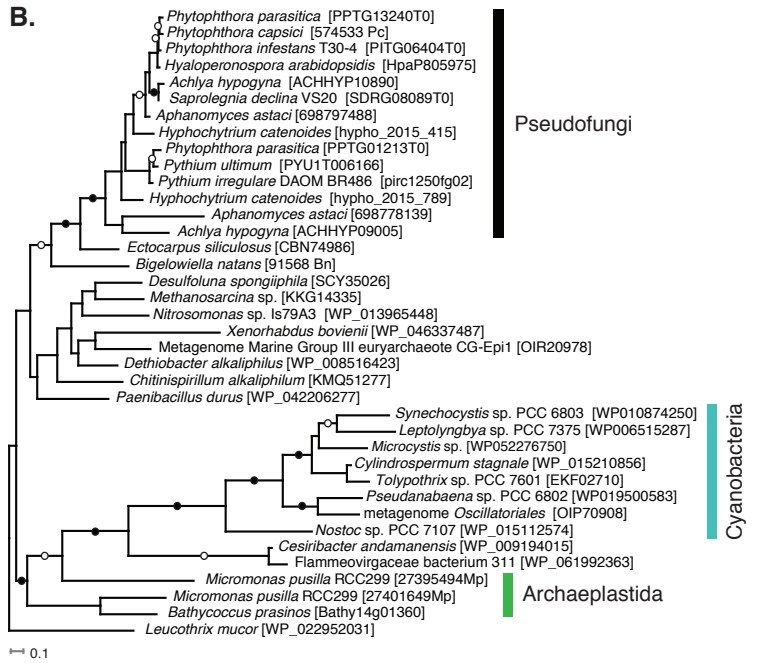 B.
Phytophthora parasitica [PPTG13240T0]
Phytophthora capsici [574533 Pc]
Phytophthora infestans T30-4 [PITG06404T0]
Hyaloperonospora arabidopsidis [HpaP805975]
Achlya hypogyna [ACHHYP10890]
Saprolegnia declina VS20 [SDRG08089T0]
Aphanomyces astaci [698797488]
Hyphochytrium catenoides [hypho_2015_415]
Pseudofungi
Phytophthora parasitica [PPTG01213T0]
Pythium ultimum [PYU1T006166]
Pythium irregulare DAOM BR486 [pirc1250fg02]
Hyphochytrium catenoides [hypho_2015_789]
Aphanomyces astaci [698778139]
Achlya hypogyna [ACHHYP09005]
Ectocarpus siliculosus [CBN74986]
Bigelowiella natans [91568 Bn]
Desulfoluna spongiiphila [SCY35026]
Methanosarcina sp. [KKG14335]
Nitrosomonas sp. Is79A3 [WP_013965448]
Xenorhabdus bovienii [WP_046337487]
Metagenome Marine Group III euryarchaeote CG-Epi1 [OIR20978]
Dethiobacter alkaliphilus [WP_008516423]
Chitinispirillum alkaliphilum [KMQ51277]
Paenibacillus durus [WP_042206277]
Synechocystis sp. PCC 6803 [WP010874250]
Leptolyngbya sp. PCC 7375 [WP006515287]
Microcystis sp. [WP052276750]
Cylindrospermum stagnale [WP_015210856]
Tolypothrix sp. PCC 7601 [EKF02710]
Cyanobacteria
Pseudanabaena sp. PCC 6802 [WP019500583]
metagenome Oscillatoriales [OIP70908]
Nostoc sp. PCC 7107 [WP_015112574]
Cesiribacter andamanensis [WP_009194015]
Flammeovirgaceae bacterium 311 [WP_061992363]
Micromonas pusilla RCC299 [27395494Mp]
Micromonas pusilla RCC299 [27401649Mp]
Archaeplastida
Bathycoccus prasinos [Bathy14g01360]
Leucothrix mucor [WP_022952031]
0.1